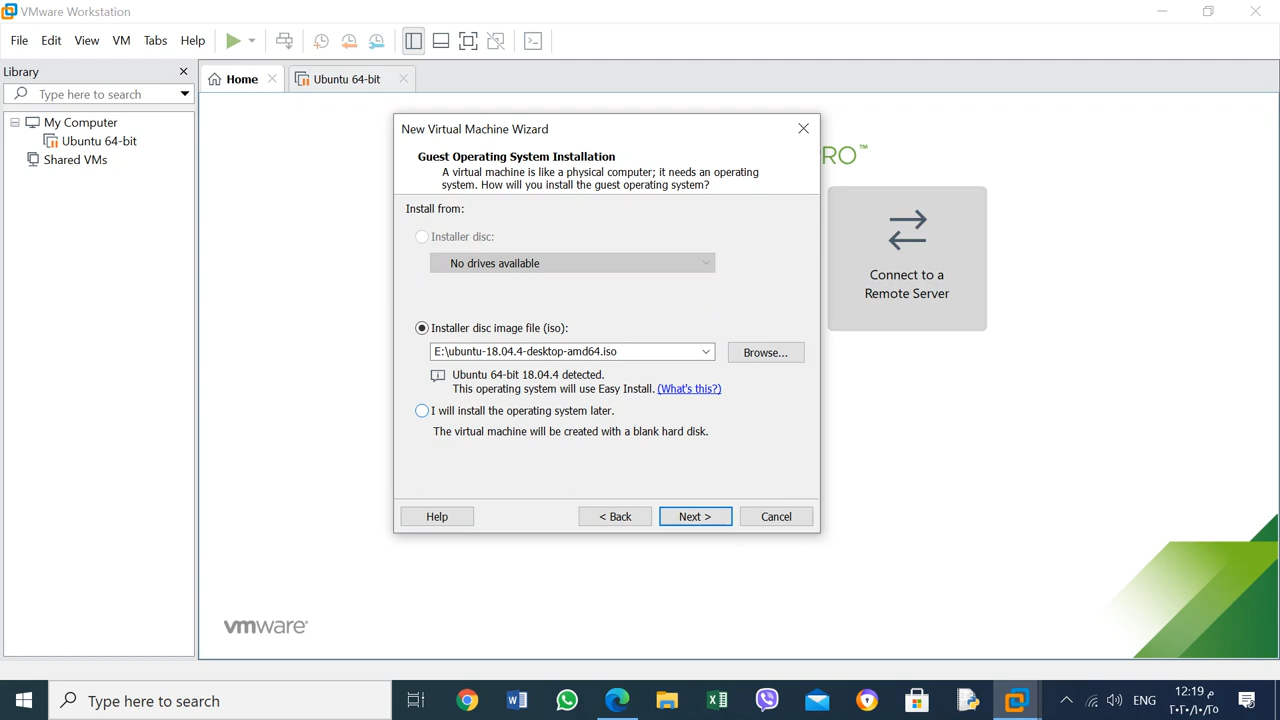 VMware Workstation
File Edit View VM Tabs Help
Library
Type here to search
My Computer
Ubuntu 64-bit
Shared VMs
Home
Ubuntu 64-bit
PRO™
Connect to a
Remote Server
New Virtual Machine Wizard
Guest Operating System Installation
A virtual machine is like a physical computer; it needs an operating
system. How will you install the guest operating system?
Install from:
Installer disc:
No drives available
Installer disc image file (iso):
E:\ubuntu-18.04.4-desktop-amd64.iso
Browse...
Ubuntu 64-bit 18.04.4 detected.
This operating system will use Easy Install. (What's this?)
I will install the operating system later.
The virtual machine will be created with a blank hard disk.
Help
< Back
Next >
Cancel
vmware®
Type here to search
ENG
12:19 م
٢٠٢٠/١٠/٢٥